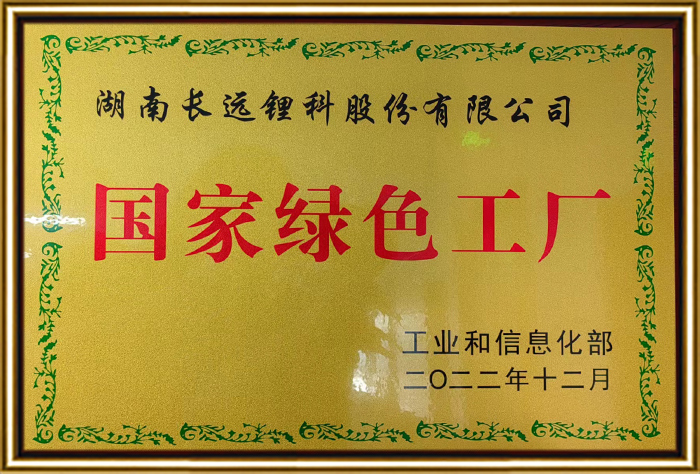 湖南长远锂科股份有限公司
国家绿色工厂
工业和信息化部
二〇二二年十二月